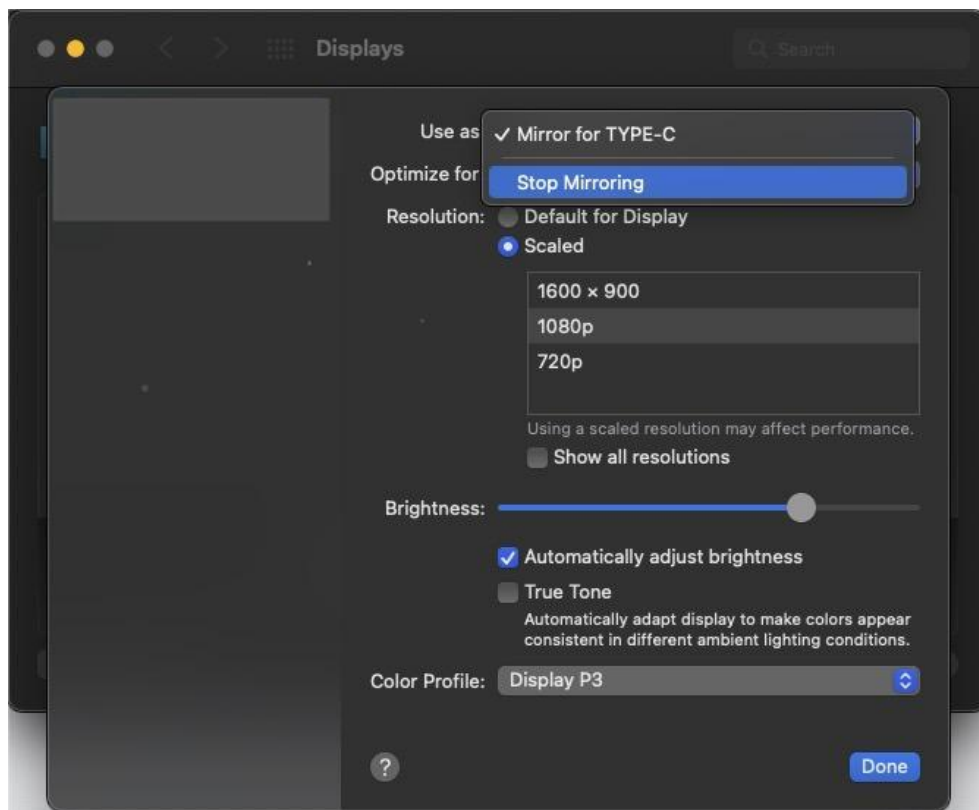 Displays
Search
Use as
✓ Mirror for TYPE-C
Stop Mirroring
Optimize for
Resolution:
Default for Display
Scaled
1600 × 900
1080p
720p
Using a scaled resolution may affect performance.
Show all resolutions
Brightness:
Automatically adjust brightness
True Tone
Automatically adapt display to make colors appear
consistent in different ambient lighting conditions.
Color Profile: Display P3
?
Done